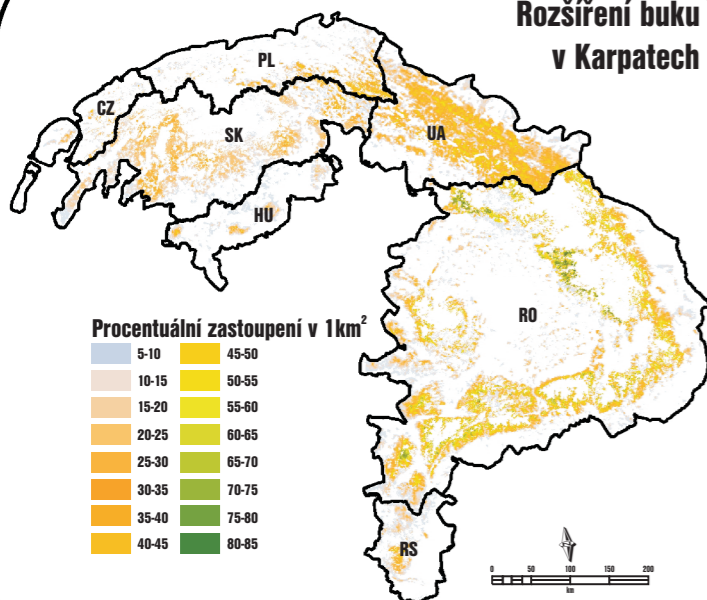 Rozšíření buku
v Karpatech
PL
CZ
SK
UA
HU
RO
RS
Procentuální zastoupení v 1km²
5-10
10-15
15-20
20-25
25-30
30-35
35-40
40-45
45-50
50-55
55-60
60-65
65-70
70-75
75-80
80-85
0 50 100 150 200
km